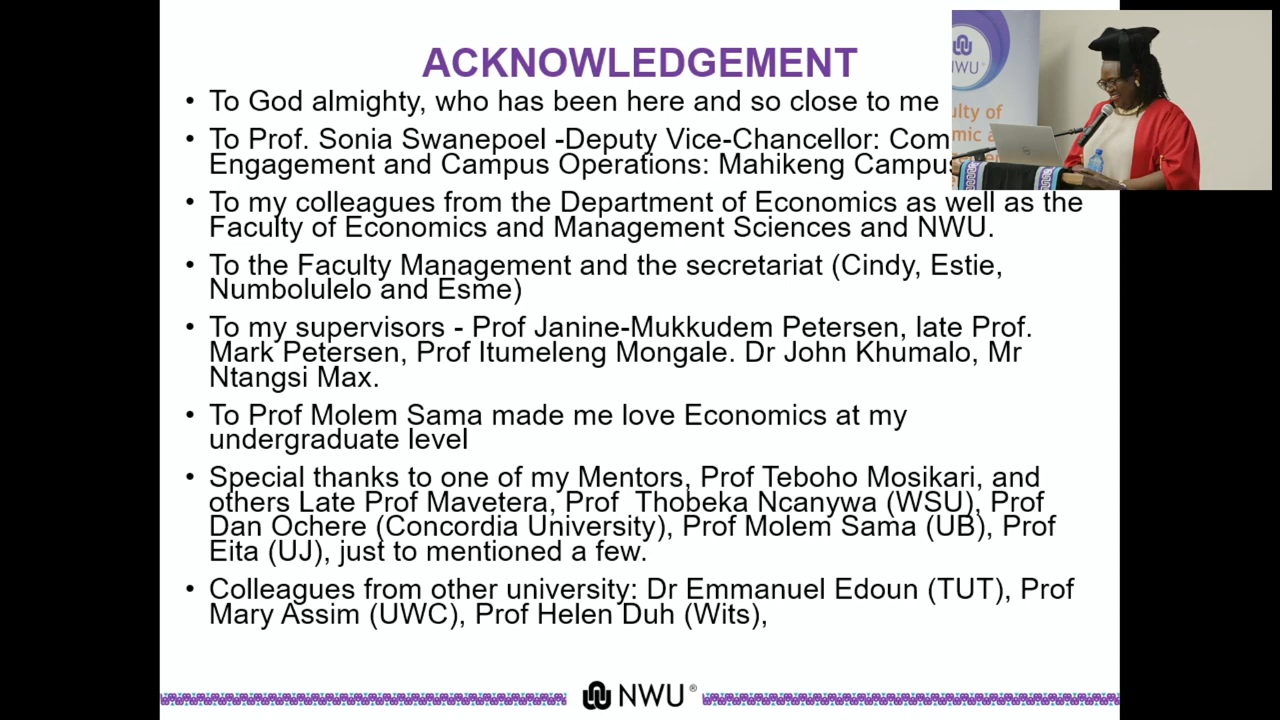 ACKNOWLEDGEMENT
• To God almighty, who has been here and so close to me
• To Prof. Sonia Swanepoel -Deputy Vice-Chancellor: Com
Engagement and Campus Operations: Mahikeng Campus
• To my colleagues from the Department of Economics as well as the
Faculty of Economics and Management Sciences and NWU.
• To the Faculty Management and the secretariat (Cindy, Estie,
Numbolulelo and Esme)
• To my supervisors - Prof Janine-Mukkudem Petersen, late Prof.
Mark Petersen, Prof Itumeleng Mongale. Dr John Khumalo, Mr
Ntangsi Max.
• To Prof Molem Sama made me love Economics at my
undergraduate level
• Special thanks to one of my Mentors, Prof Teboho Mosikari, and
others Late Prof Mavetera, Prof  Thobeka Ncanywa (WSU), Prof
Dan Ochere (Concordia University), Prof Molem Sama (UB), Prof
Eita (UJ), just to mentioned a few.
• Colleagues from other university: Dr Emmanuel Edoun (TUT), Prof
Mary Assim (UWC), Prof Helen Duh (Wits),
NWU®
NWU®
ulty of
mic a